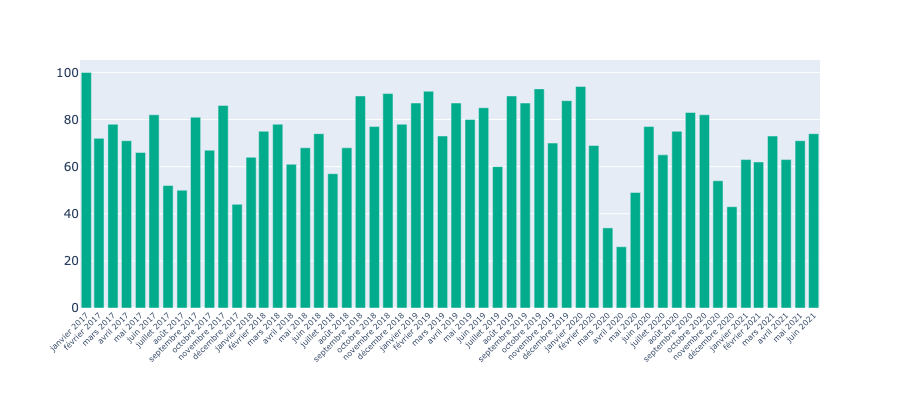 100
80
60
40
20
0
janvier 2017
février 2017
mars 2017
avril 2017
mai 2017
juin 2017
juillet 2017
août 2017
septembre 2017
octobre 2017
novembre 2017
décembre 2017
janvier 2018
février 2018
mars 2018
avril 2018
mai 2018
juin 2018
juillet 2018
août 2018
septembre 2018
octobre 2018
novembre 2018
décembre 2018
janvier 2019
février 2019
mars 2019
avril 2019
mai 2019
juin 2019
juillet 2019
août 2019
septembre 2019
octobre 2019
novembre 2019
décembre 2019
janvier 2020
février 2020
mars 2020
avril 2020
mai 2020
juin 2020
juillet 2020
août 2020
septembre 2020
octobre 2020
novembre 2020
décembre 2020
janvier 2021
février 2021
mars 2021
avril 2021
mai 2021
juin 2021